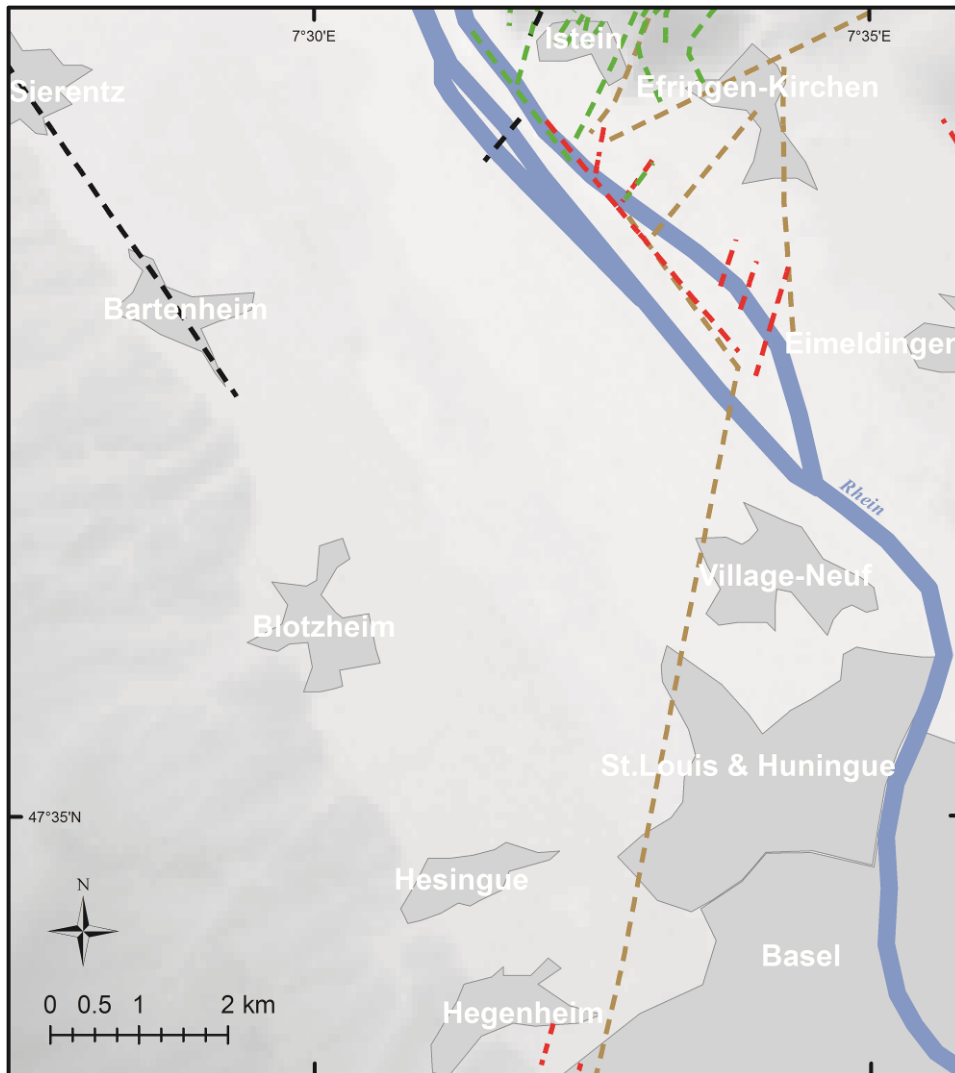 7°30'E
7°35'E
Istein
Sierentz
Efringen-Kirchen
Bartenheim
Eimeldingen
Rhein
Village-Neuf
Blotzheim
St.Louis & Huningue
47°35'N
Hesingue
N
Basel
0 0.5 1 2 km
Hegenheim